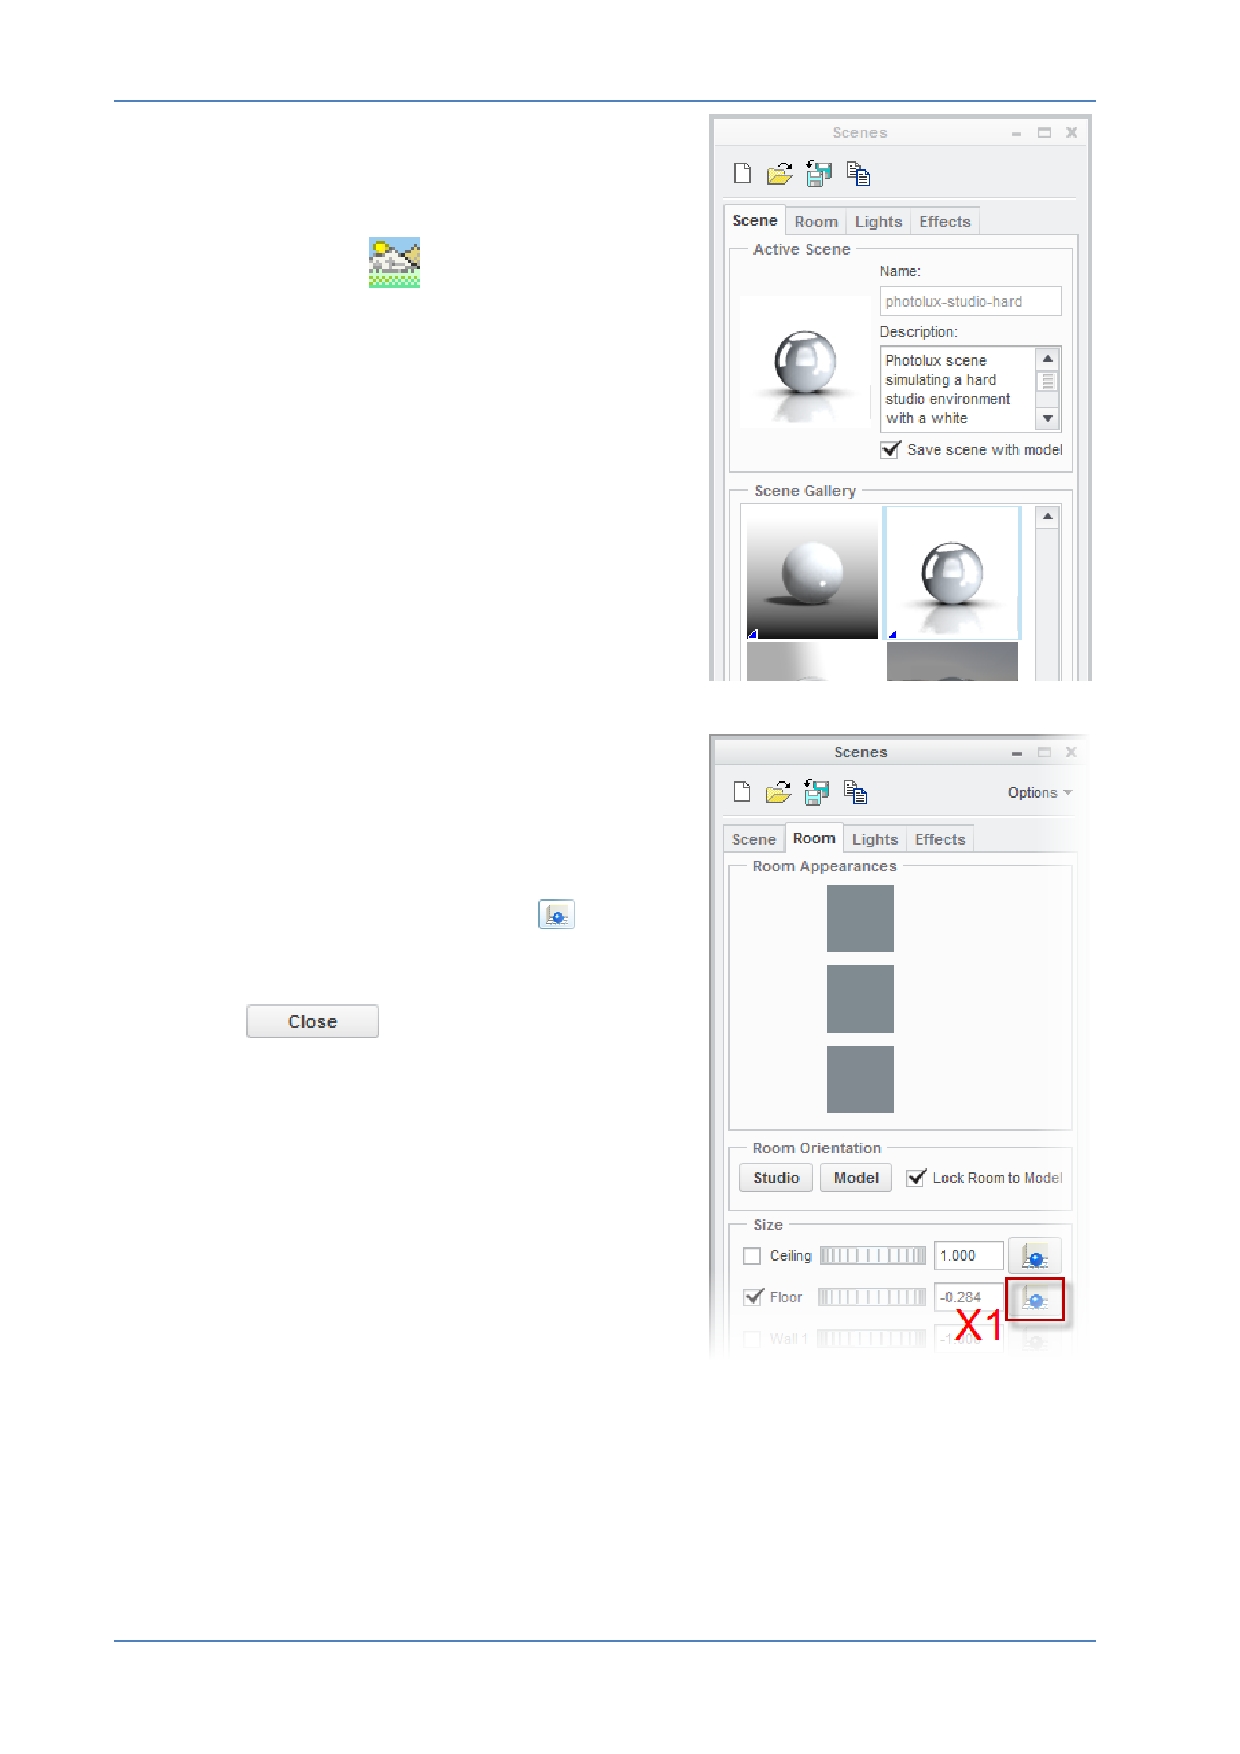 Scenes
Scene Room Lights Effects
Active Scene
Name:
photolux-studio-hard
Description:
Photolux scene
simulating a hard
studio environment
with a white
Save scene with model
Scene Gallery
Scenes
Options
Scene Room Lights Effects
Room Appearances
Close
Room Orientation
Studio Model Lock Room to Model
Size
Ceiling 1.000
Floor -0.284
X1
Wall 1